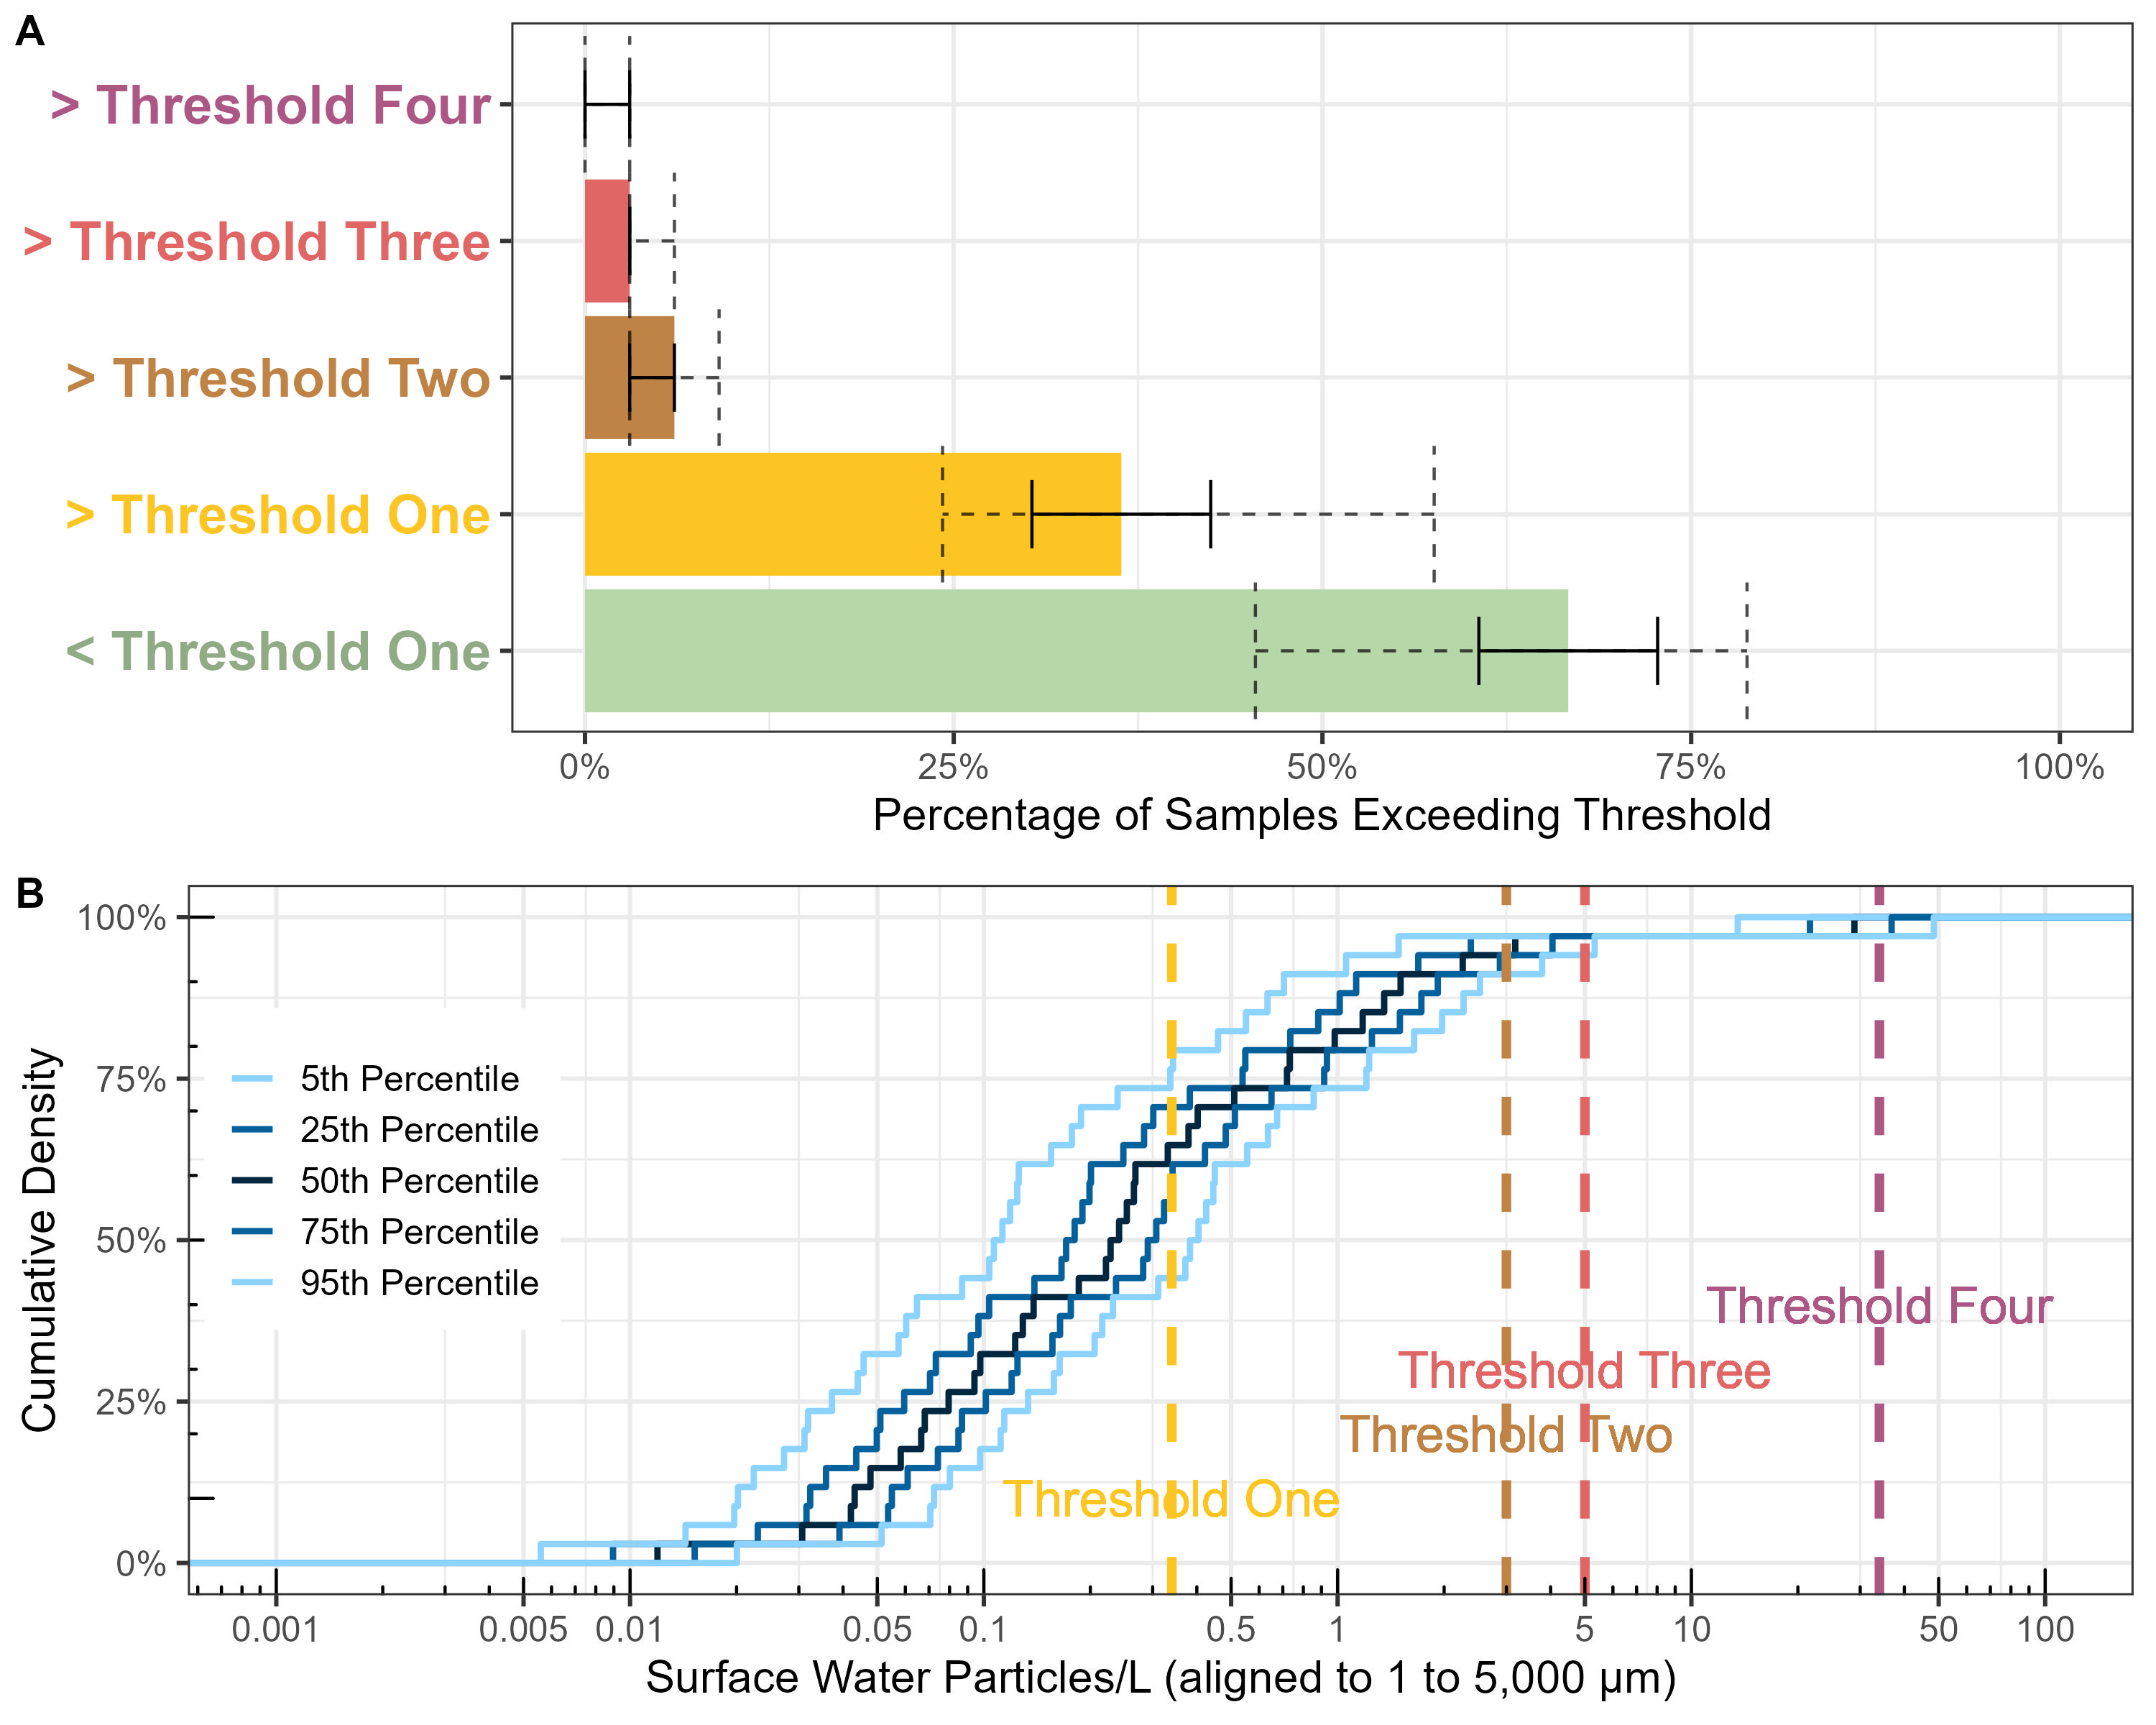 A
> Threshold Four
> Threshold Three
> Threshold Two
> Threshold One
< Threshold One
0% 25% 50% 75% 100%
Percentage of Samples Exceeding Threshold
B
100%
75%
50%
25%
0%
Cumulative Density
5th Percentile
25th Percentile
50th Percentile
75th Percentile
95th Percentile
Threshold Four
Threshold Three
Threshold Two
Threshold One
0.001 0.005 0.01 0.05 0.1 0.5 1 5 10 50 100
Surface Water Particles/L (aligned to 1 to 5,000 µm)